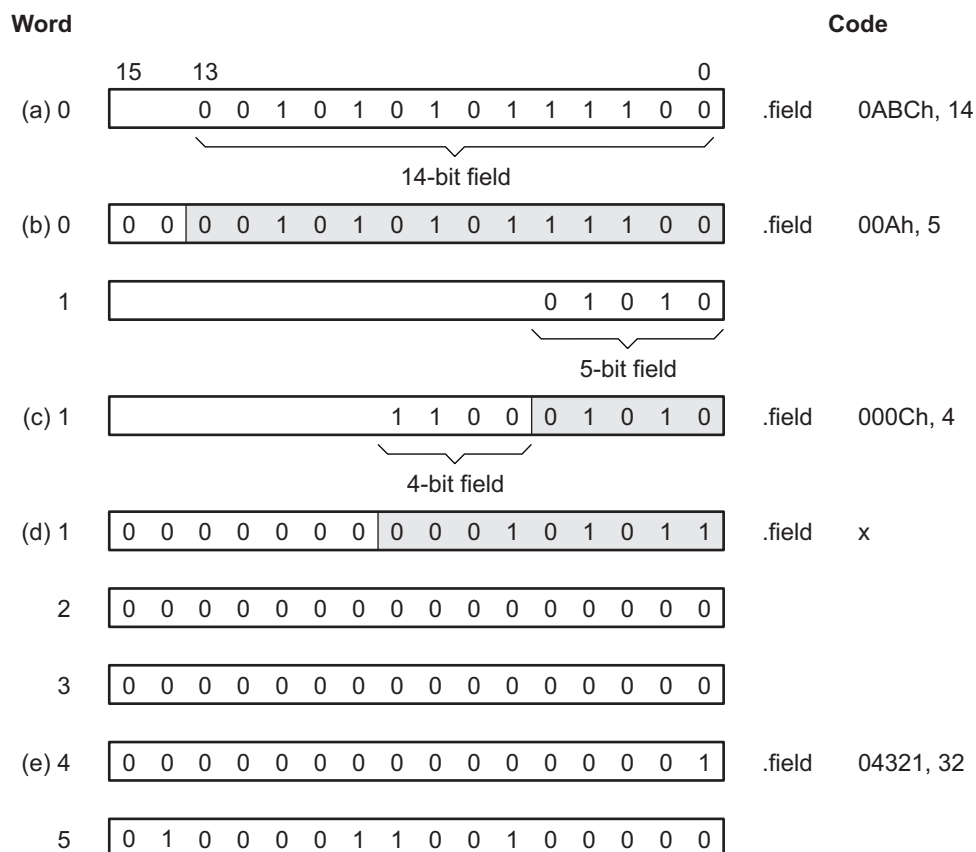 Word Code
15 13 0
(a) 0 0 0 1 0 1 0 1 0 1 1 1 1 0 0 .field 0ABCh, 14
14-bit field
(b) 0 0 0 0 0 1 0 1 0 1 0 1 1 1 1 0 0 .field 00Ah, 5
1 0 1 0 1 0
5-bit field
(c) 1 1 1 0 0 0 1 0 1 0 .field 000Ch, 4
4-bit field
(d) 1 0 0 0 0 0 0 0 0 0 0 1 0 1 0 1 1 .field x
2 0 0 0 0 0 0 0 0 0 0 0 0 0 0 0 0
3 0 0 0 0 0 0 0 0 0 0 0 0 0 0 0 0
(e) 4 0 0 0 0 0 0 0 0 0 0 0 0 0 0 0 1 .field 04321, 32
5 0 1 0 0 0 0 1 1 0 0 1 0 0 0 0 0